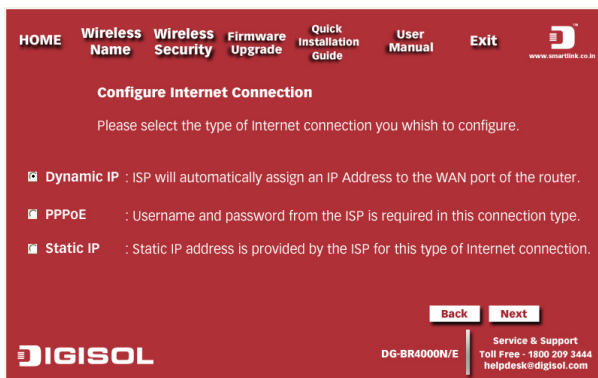 HOME Wireless Name Wireless Security Firmware Upgrade Quick Installation Guide User Manual Exit
www.smartlink.co.in
Configure Internet Connection
Please select the type of Internet connection you whish to configure.
Dynamic IP : ISP will automatically assign an IP Address to the WAN port of the router.
PPPoE : Username and password from the ISP is required in this connection type.
Static IP : Static IP address is provided by the ISP for this type of Internet connection.
Back Next
DIGISOL
DG-BR4000N/E
Service & Support
Toll Free - 1800 209 3444
helpdesk@digisol.com